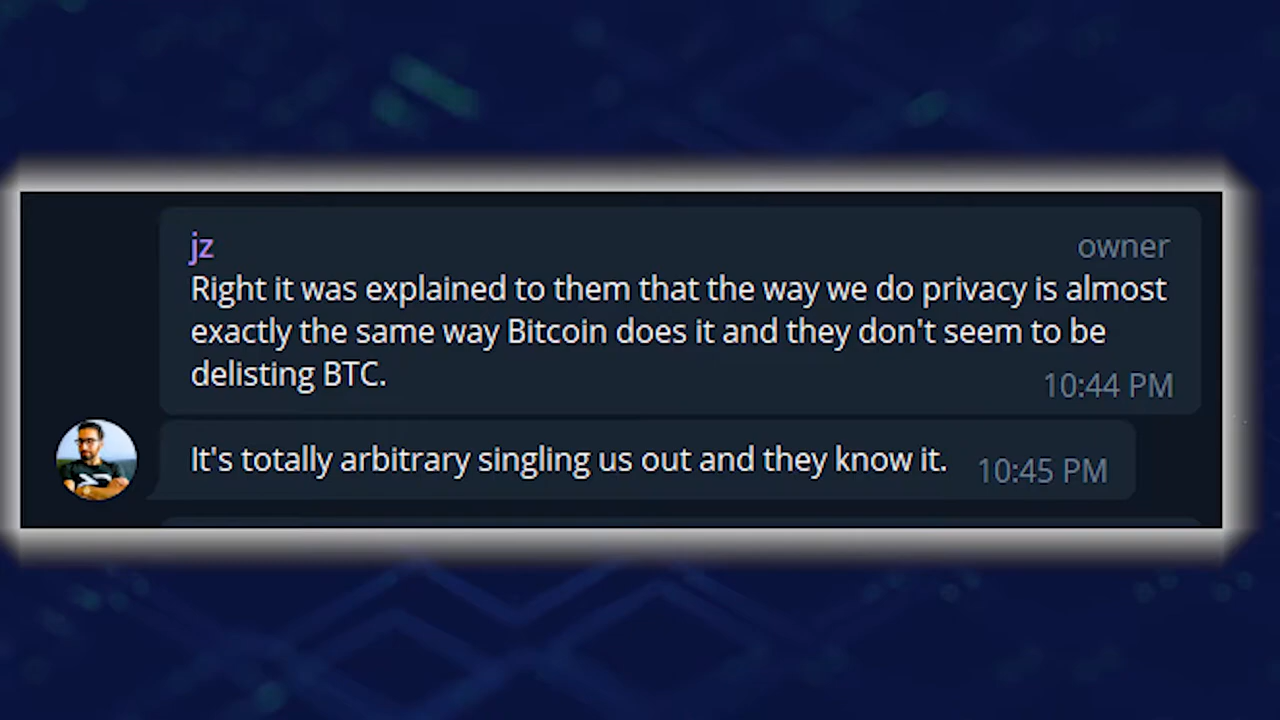 jz owner
Right it was explained to them that the way we do privacy is almost
exactly the same way Bitcoin does it and they don't seem to be
delisting BTC.
10:44 PM
It's totally arbitrary singling us out and they know it. 10:45 PM